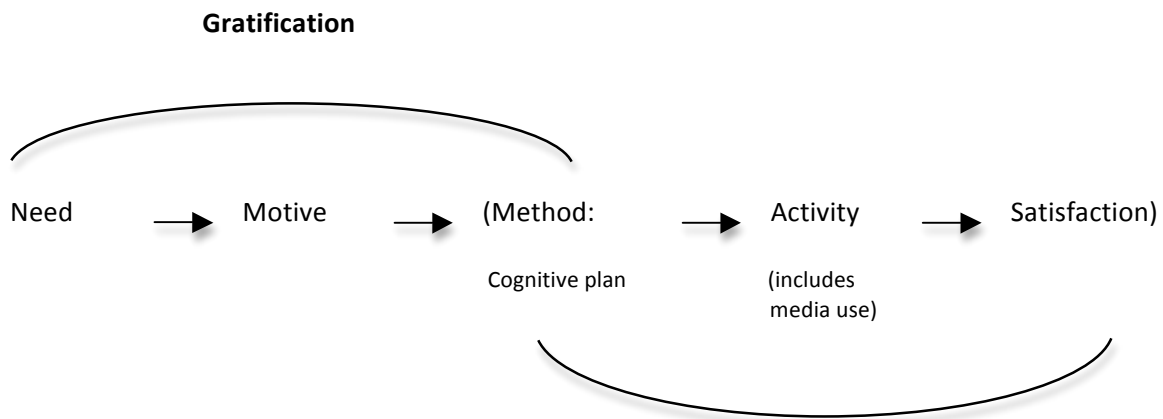 Gratification
Need Motive (Method: Activity Satisfaction)
Cognitive plan (includes
media use)